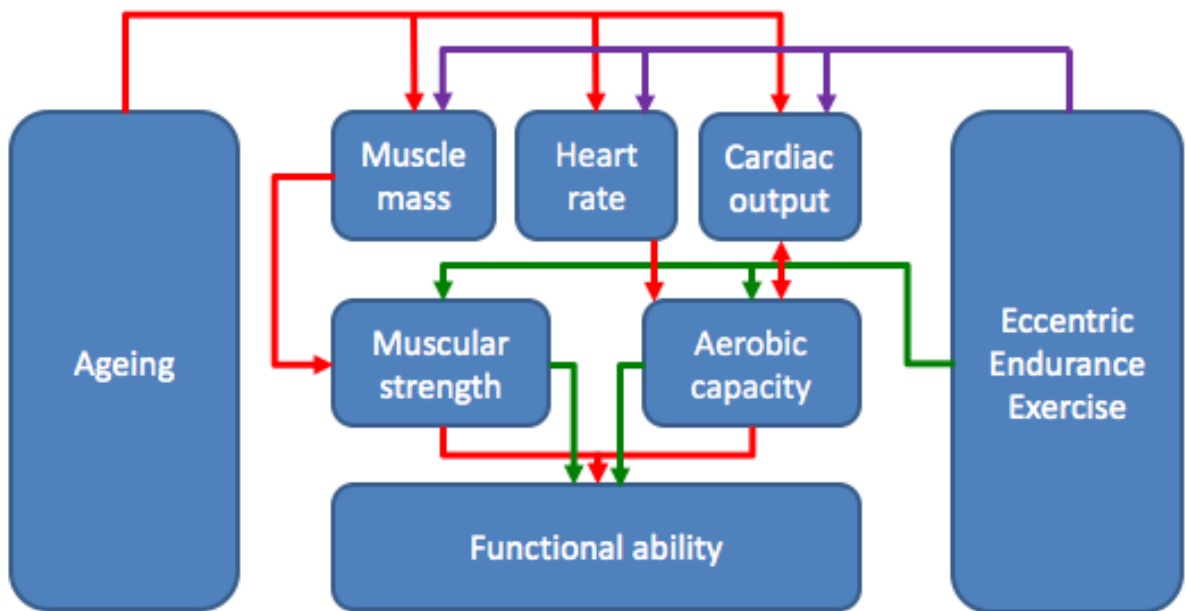 Muscle
mass
Heart
rate
Cardiac
output
Ageing
Muscular
strength
Aerobic
capacity
Eccentric
Endurance
Exercise
Functional ability